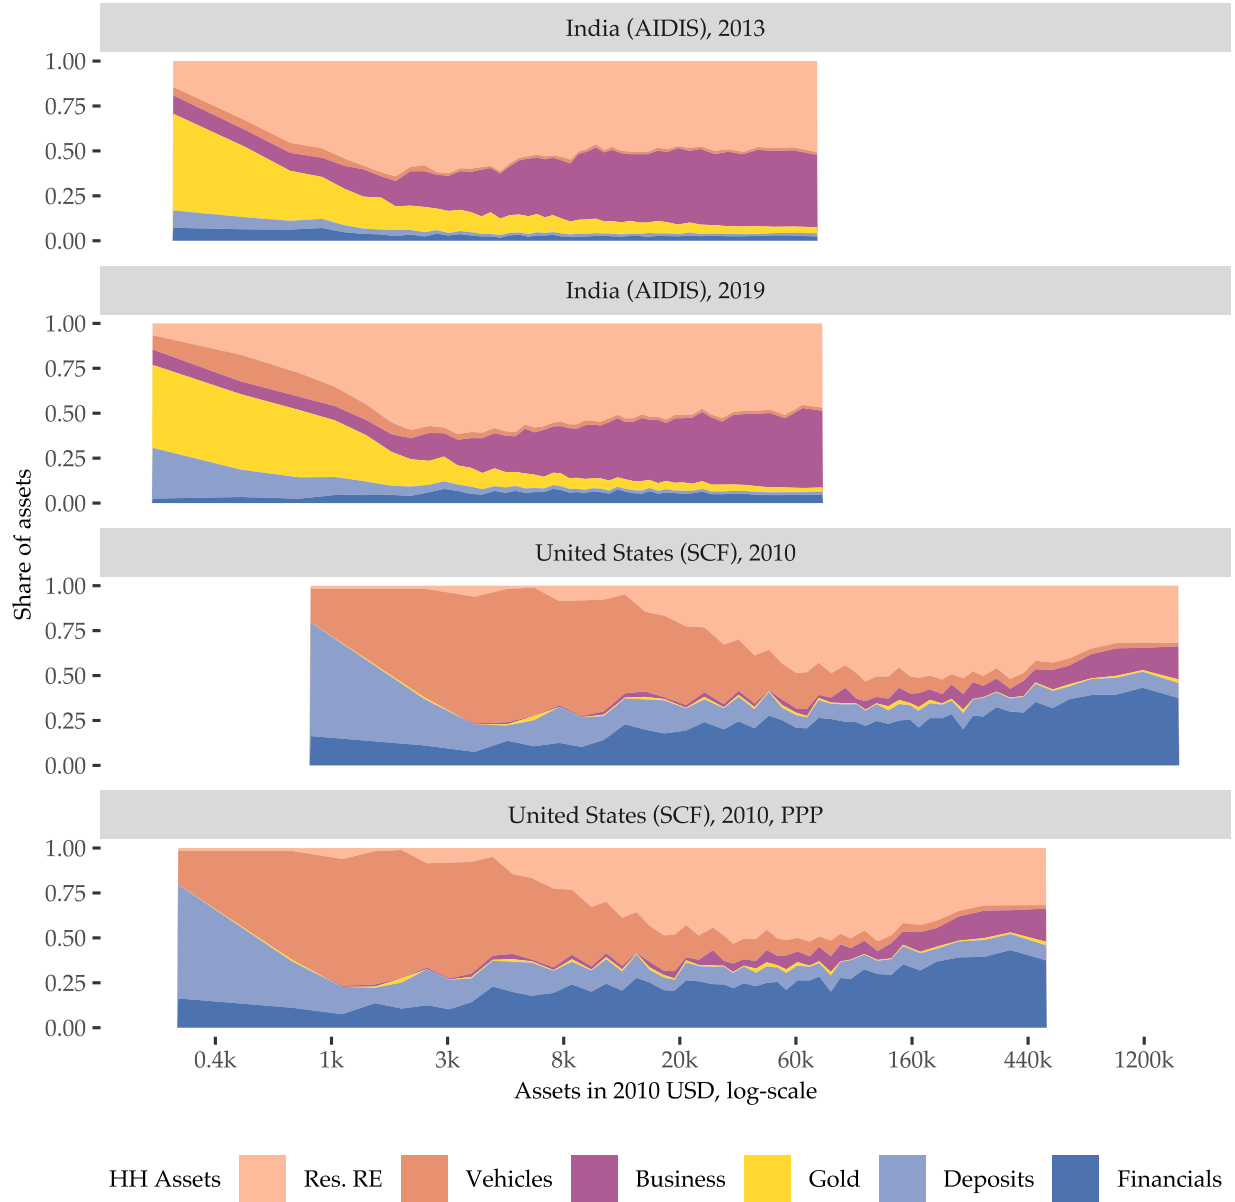 India (AIDIS), 2013
1.00
0.75
0.50
0.25
0.00
India (AIDIS), 2019
1.00
0.75
0.50
0.25
0.00
Share of assets
United States (SCF), 2010
1.00
0.75
0.50
0.25
0.00
United States (SCF), 2010, PPP
1.00
0.75
0.50
0.25
0.00
0.4k 1k 3k 8k 20k 60k 160k 440k 1200k
Assets in 2010 USD, log-scale
HH Assets Res. RE Vehicles Business Gold Deposits Financials